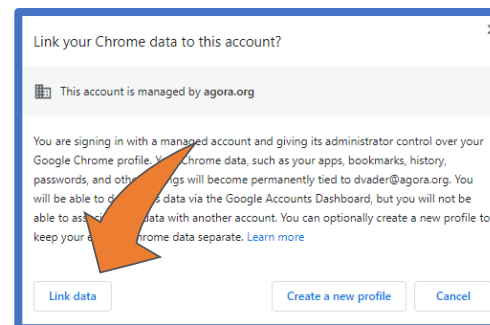 Link your Chrome data to this account?
This account is managed by agora.org
You are signing in with a managed account and giving its administrator control over your
Google Chrome profile. Chrome data, such as your apps, bookmarks, history,
passwords, and will become permanently tied to dvader@agora.org. You
will be able to data via the Google Accounts Dashboard, but you will not be
able to data with another account. You can optionally create a new profile to
keep your data separate. Learn more
Link data
Create a new profile
Cancel